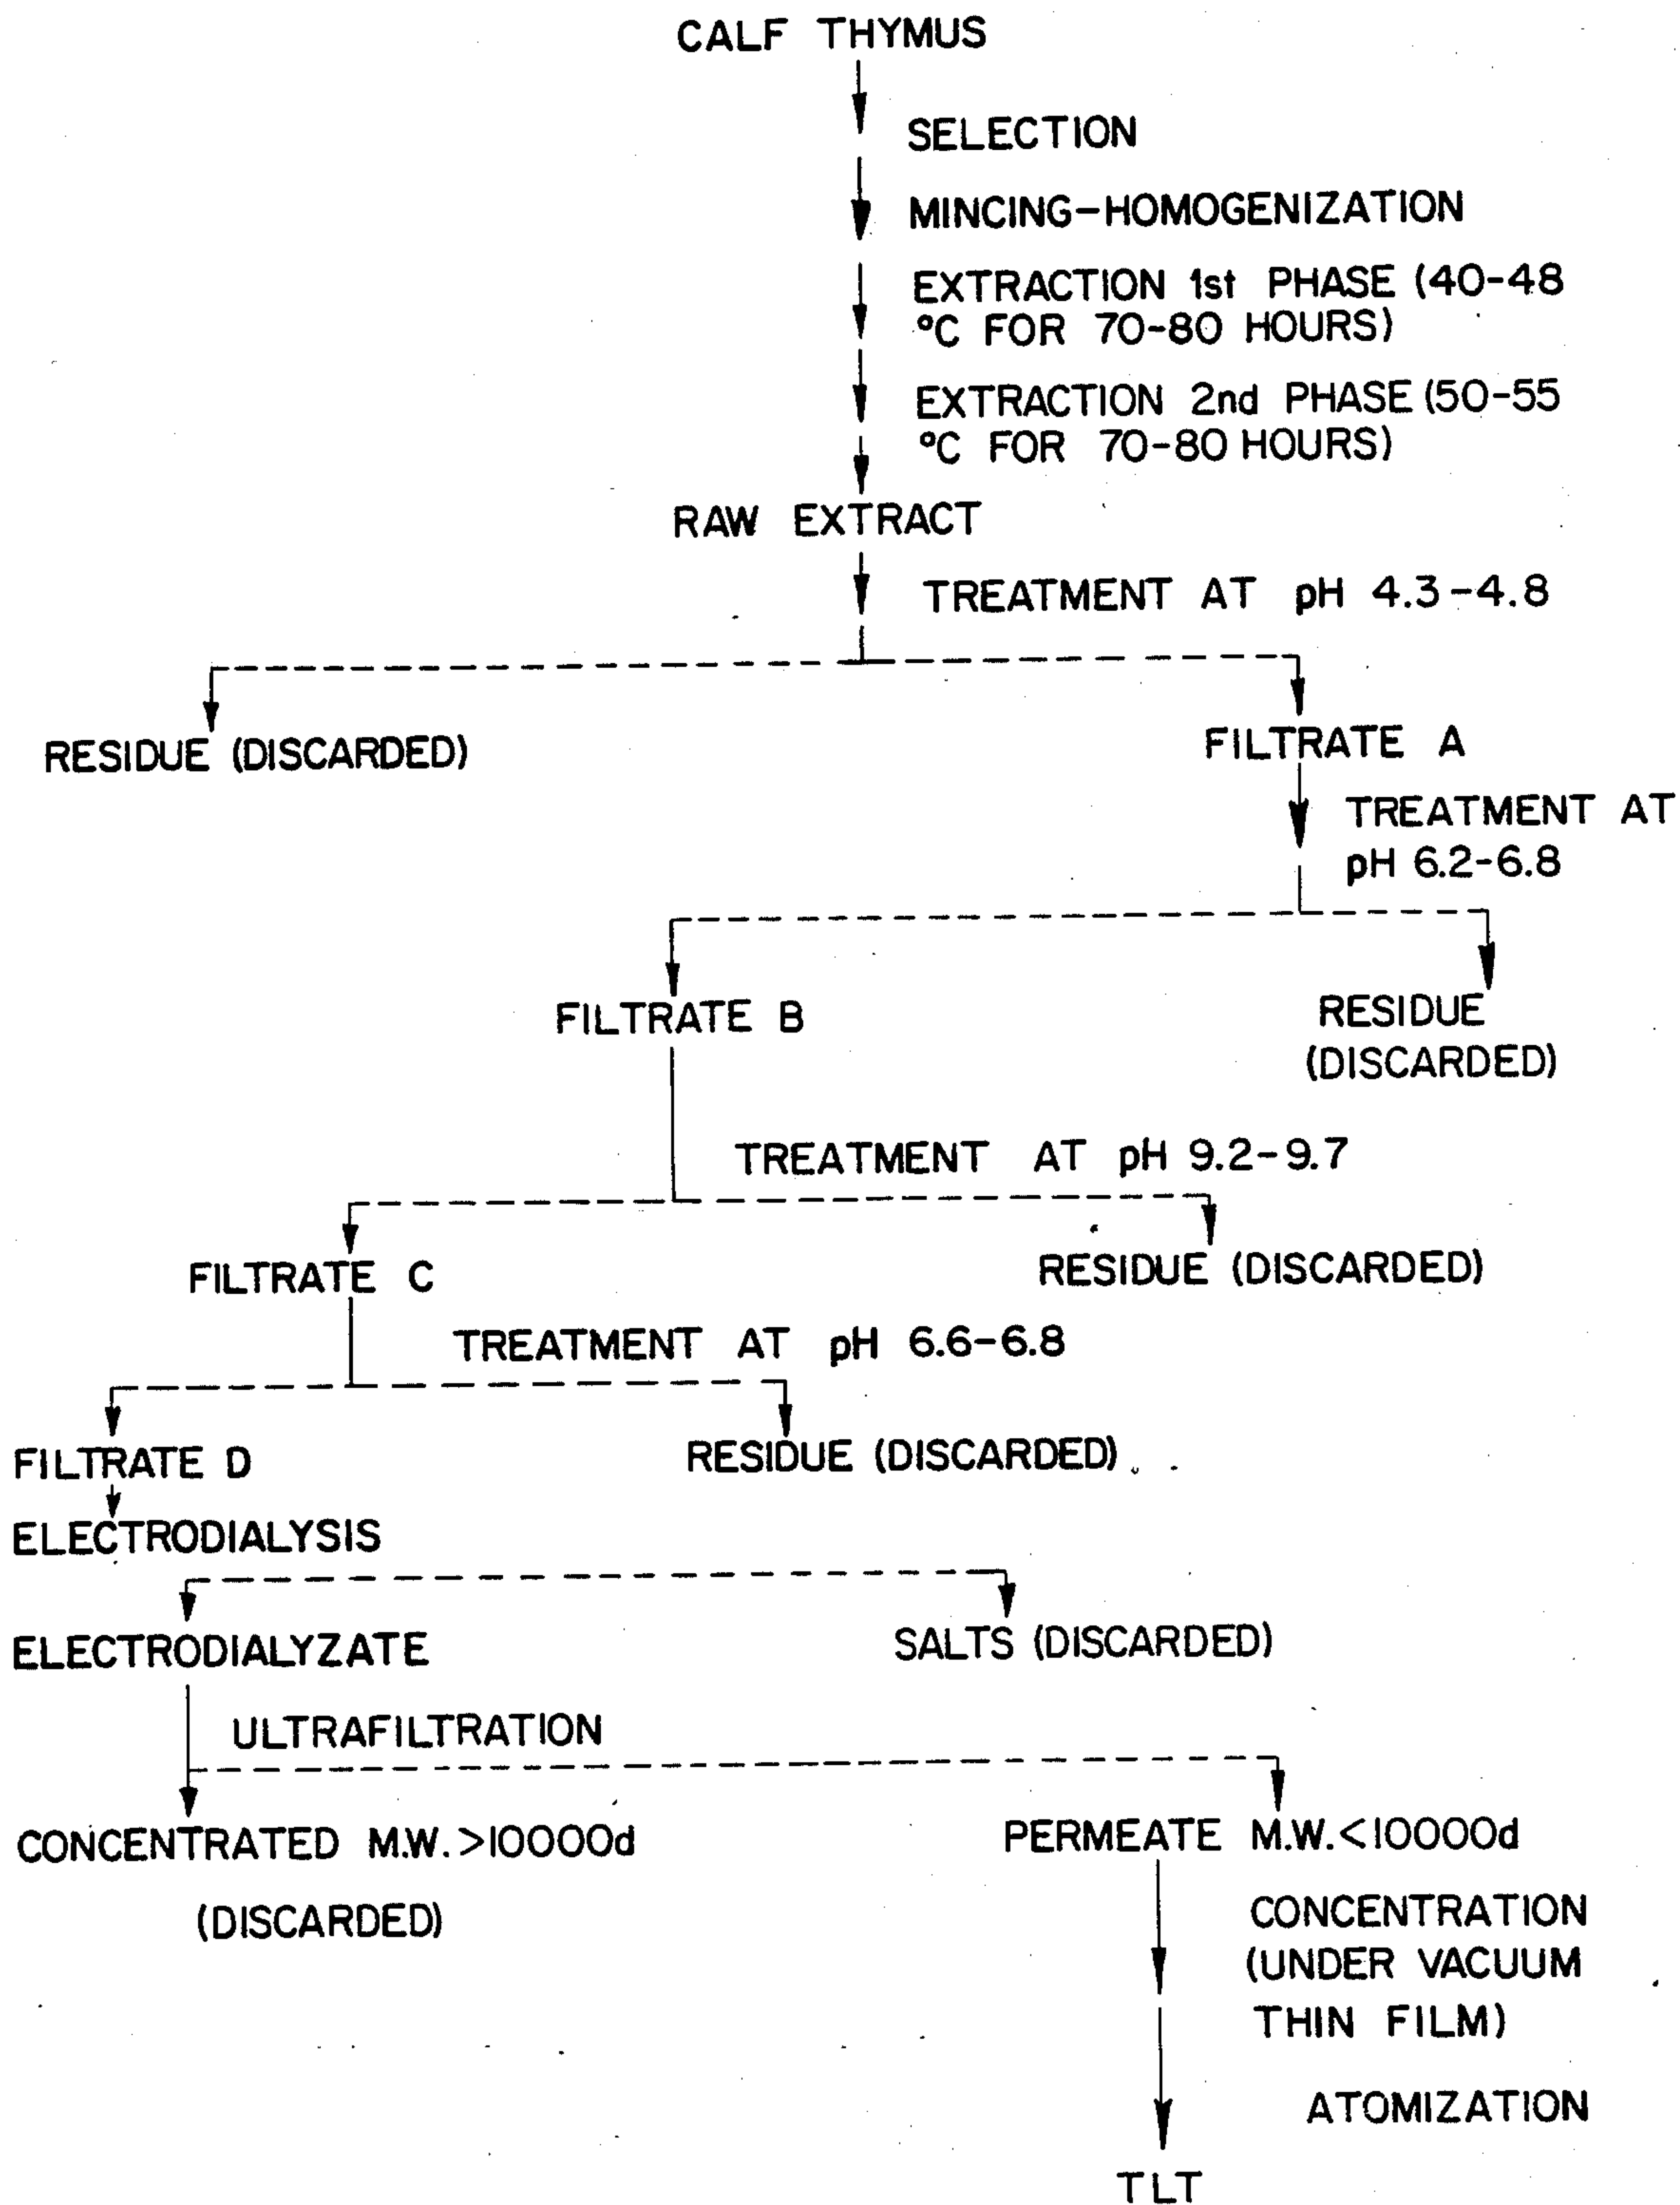 CALF THYMUS
SELECTION
MINCING-HOMOGENIZATION
EXTRACTION 1st PHASE (40-48
°C FOR 70-80 HOURS)
EXTRACTION 2nd PHASE (50-55
°C FOR 70-80 HOURS)
RAW EXTRACT
TREATMENT AT pH 4.3-4.8
RESIDUE (DISCARDED)
FILTRATE A
TREATMENT AT
pH 6.2-6.8
FILTRATE B
RESIDUE
(DISCARDED)
TREATMENT AT pH 9.2-9.7
FILTRATE C
RESIDUE (DISCARDED)
TREATMENT AT pH 6.6-6.8
FILTRATE D
RESIDUE (DISCARDED)
ELECTRODIALYSIS
ELECTRODIALYZATE
SALTS (DISCARDED)
ULTRAFILTRATION
CONCENTRATED M.W.>10000d
(DISCARDED)
PERMEATE M.W.<10000d
CONCENTRATION
(UNDER VACUUM
THIN FILM)
ATOMIZATION
TLT